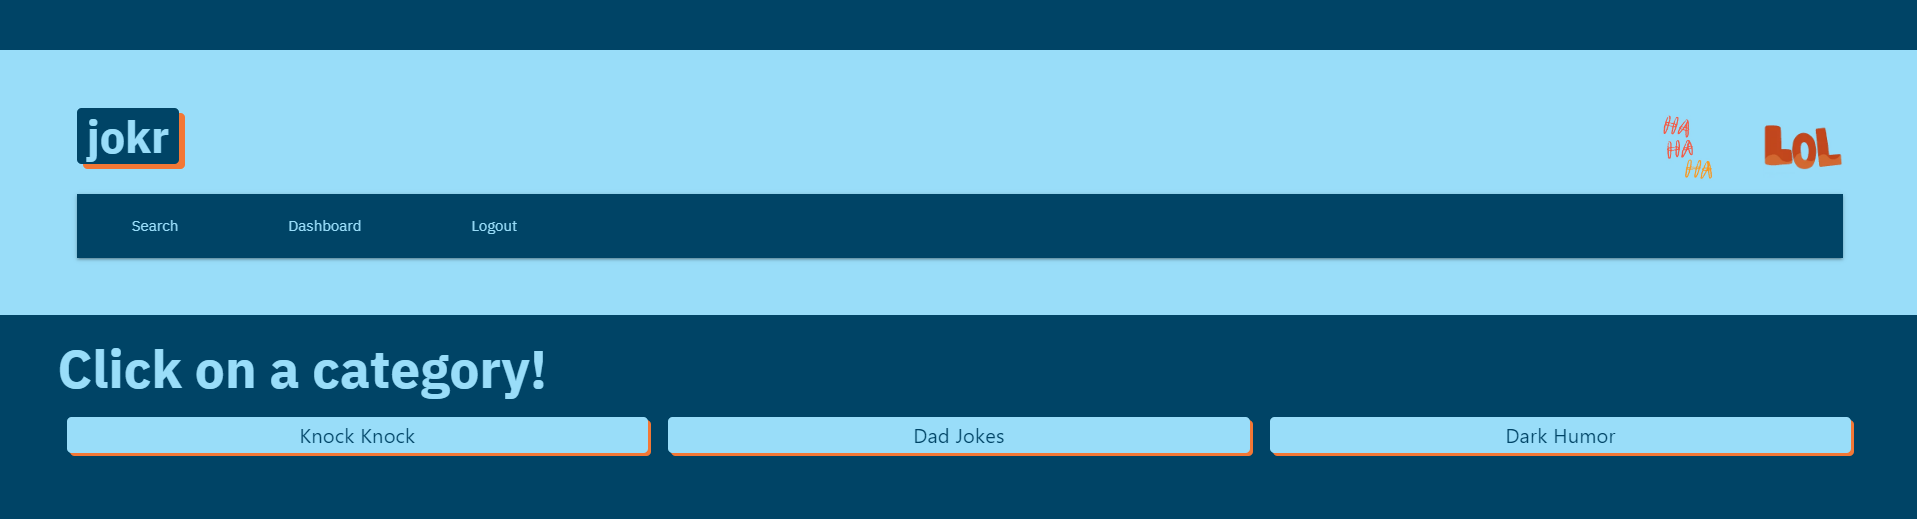 jokr
HA
HA
HA
LOL
Search Dashboard Logout
Click on a category!
Knock Knock Dad Jokes Dark Humor